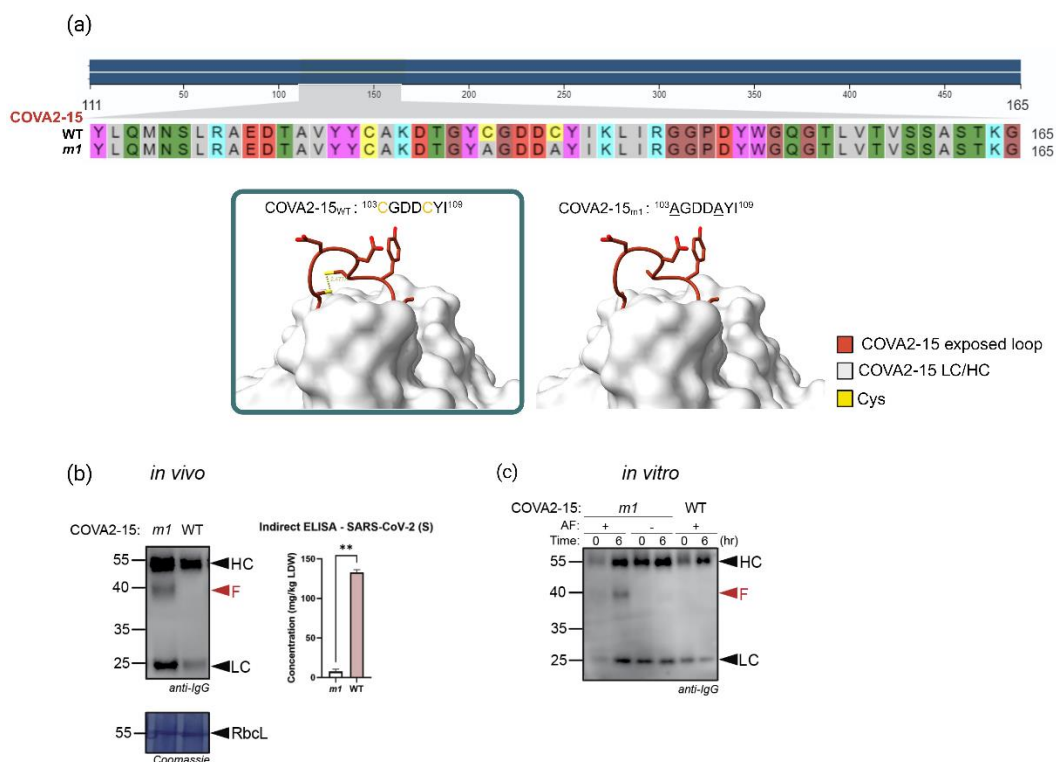 (a)
50 100 150 200 250 300 350 400 450
111 165
COVA2-15
WT YLQMNSLRAEDTAVYYCAKDTGYCGDDCYIKLIRGGPDYWGQGTLVTVSSASTKG 165
m1 YLQMNSLRAEDTAVYYCAKDTGYAGDDAYIKLIRGGPDYWGQGTLVTVSSASTKG 165
COVA2-15WT: 103CGDDCYI109
COVA2-15m1: 103AGDDAYI109
COVA2-15 exposed loop
COVA2-15 LC/HC
Cys
(b) in vivo
COVA2-15: m1 WT
55 HC
40 F
35
25 LC
anti-IgG
55 RbcL
Coomassie
Indirect ELISA - SARS-CoV-2 (S)
**
Concentration (mg/kg LDW)
150
100
50
0
m1 WT
(c) in vitro
COVA2-15: m1 WT
AF: + - +
Time: 0 6 0 6 0 6 (hr)
55 HC
40 F
35
25 LC
anti-IgG